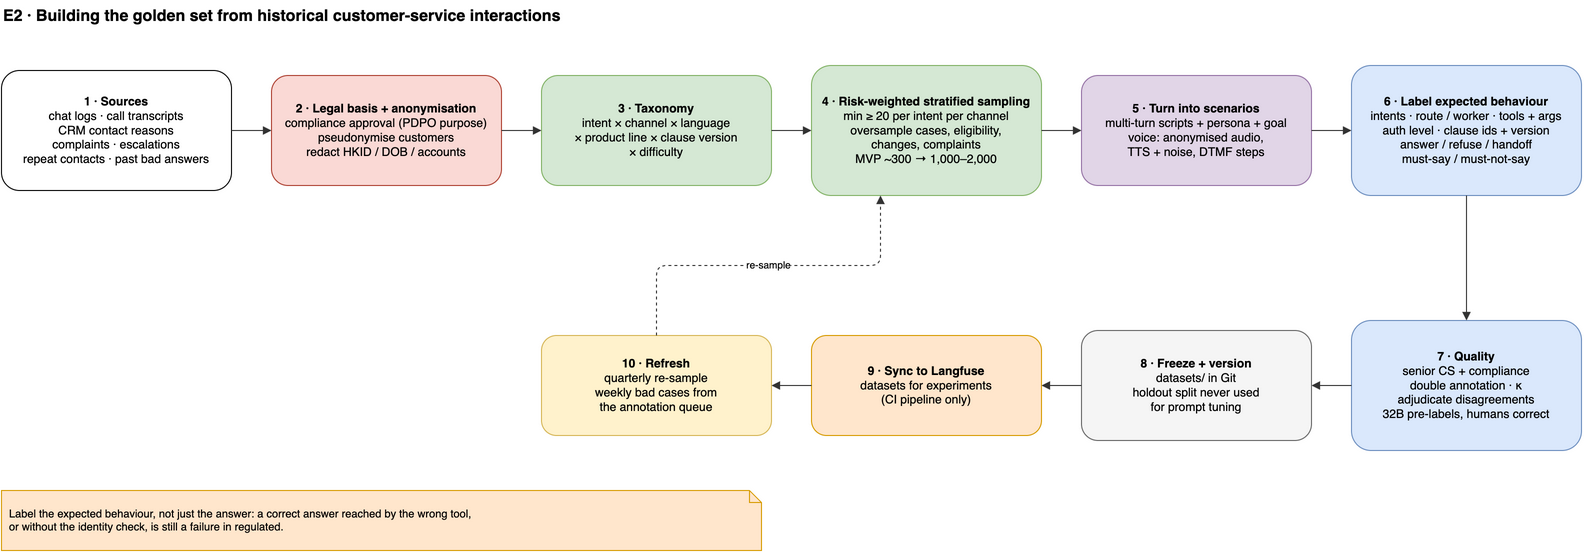 E2 · Building the golden set from historical customer-service interactions
1 · Sources
chat logs · call transcripts
CRM contact reasons
complaints · escalations
repeat contacts · past bad answers
2 · Legal basis + anonymisation
compliance approval (PDPO purpose)
pseudonymise customers
redact HKID / DOB / accounts
3 · Taxonomy
intent × channel × language
× product line × clause version
× difficulty
4 · Risk-weighted stratified sampling
min ≥ 20 per intent per channel
oversample cases, eligibility,
changes, complaints
MVP ~300 → 1,000–2,000
5 · Turn into scenarios
multi-turn scripts + persona + goal
voice: anonymised audio,
TTS + noise, DTMF steps
6 · Label expected behaviour
intents · route / worker · tools + args
auth level · clause ids + version
answer / refuse / handoff
must-say / must-not-say
re-sample
10 · Refresh
quarterly re-sample
weekly bad cases from
the annotation queue
9 · Sync to Langfuse
datasets for experiments
(CI pipeline only)
8 · Freeze + version
datasets/ in Git
holdout split never used
for prompt tuning
7 · Quality
senior CS + compliance
double annotation · κ
adjudicate disagreements
32B pre-labels, humans correct
Label the expected behaviour, not just the answer: a correct answer reached by the wrong tool,
or without the identity check, is still a failure in regulated.